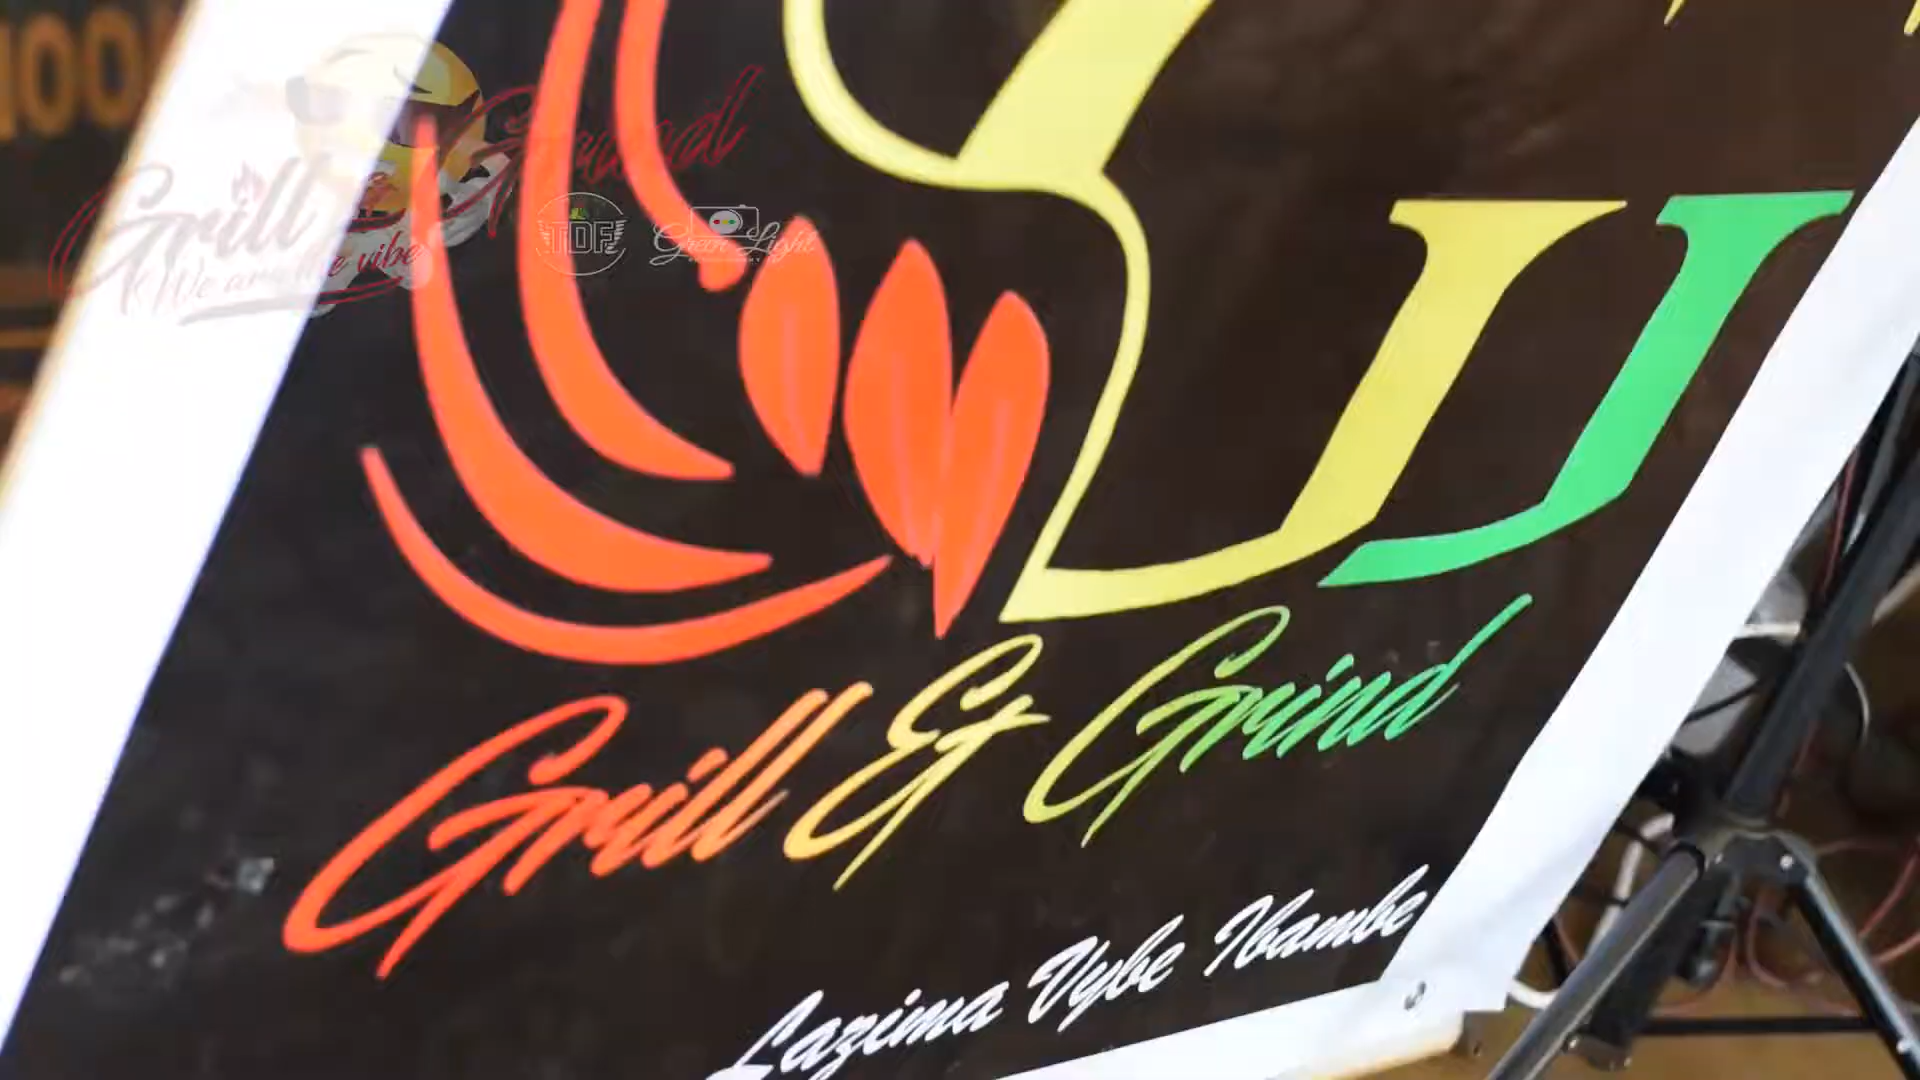 Grill & Grind
We are the vibe
TDF
Green Light
Grill & Grind
Lazima Vybe Ibambe